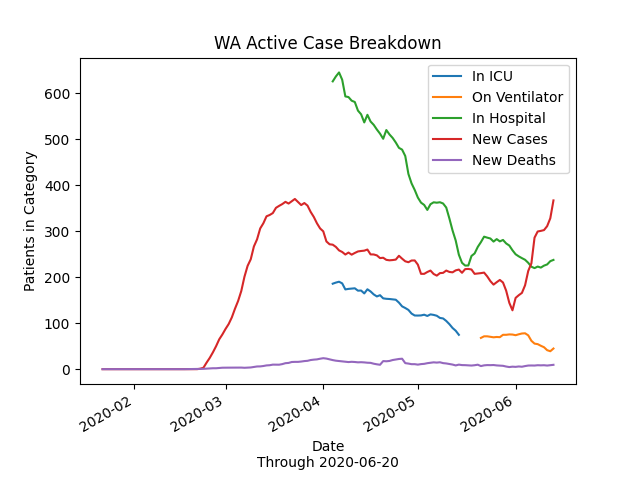 WA Active Case Breakdown
In ICU
On Ventilator
In Hospital
New Cases
New Deaths
Patients in Category
600
500
400
300
200
100
0
2020-02
2020-03
2020-04
2020-05
2020-06
Date
Through 2020-06-20